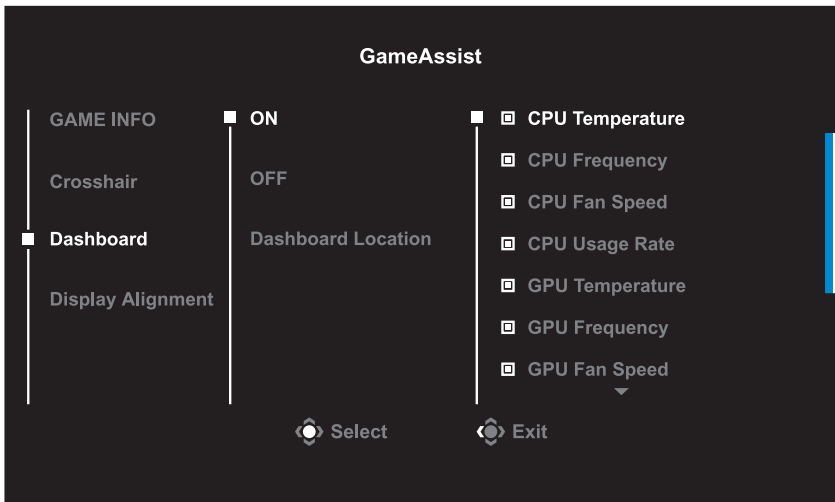 GameAssist
GAME INFO
Crosshair
Dashboard
Display Alignment
ON
OFF
Dashboard Location
CPU Temperature
CPU Frequency
CPU Fan Speed
CPU Usage Rate
GPU Temperature
GPU Frequency
GPU Fan Speed
Select
Exit